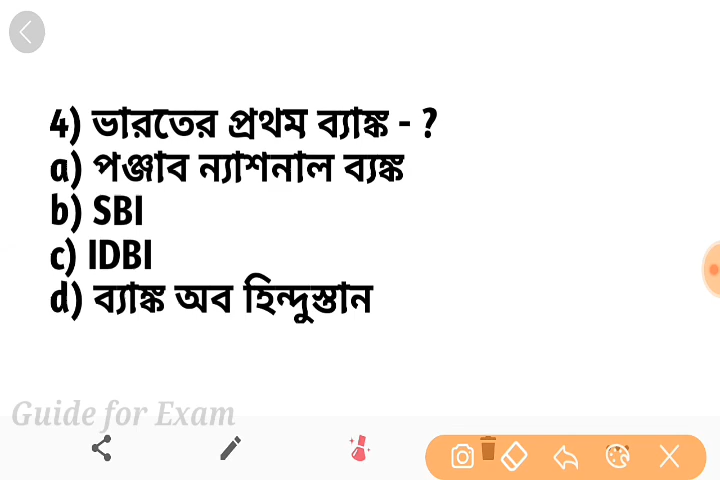 4) ভারতের প্রথম ব্যাঙ্ক - ?
a) পঞ্জাব ন্যাশনাল ব্যঙ্ক
b) SBI
c) IDBI
d) ব্যাঙ্ক অব হিন্দুস্তান
Guide for Exam